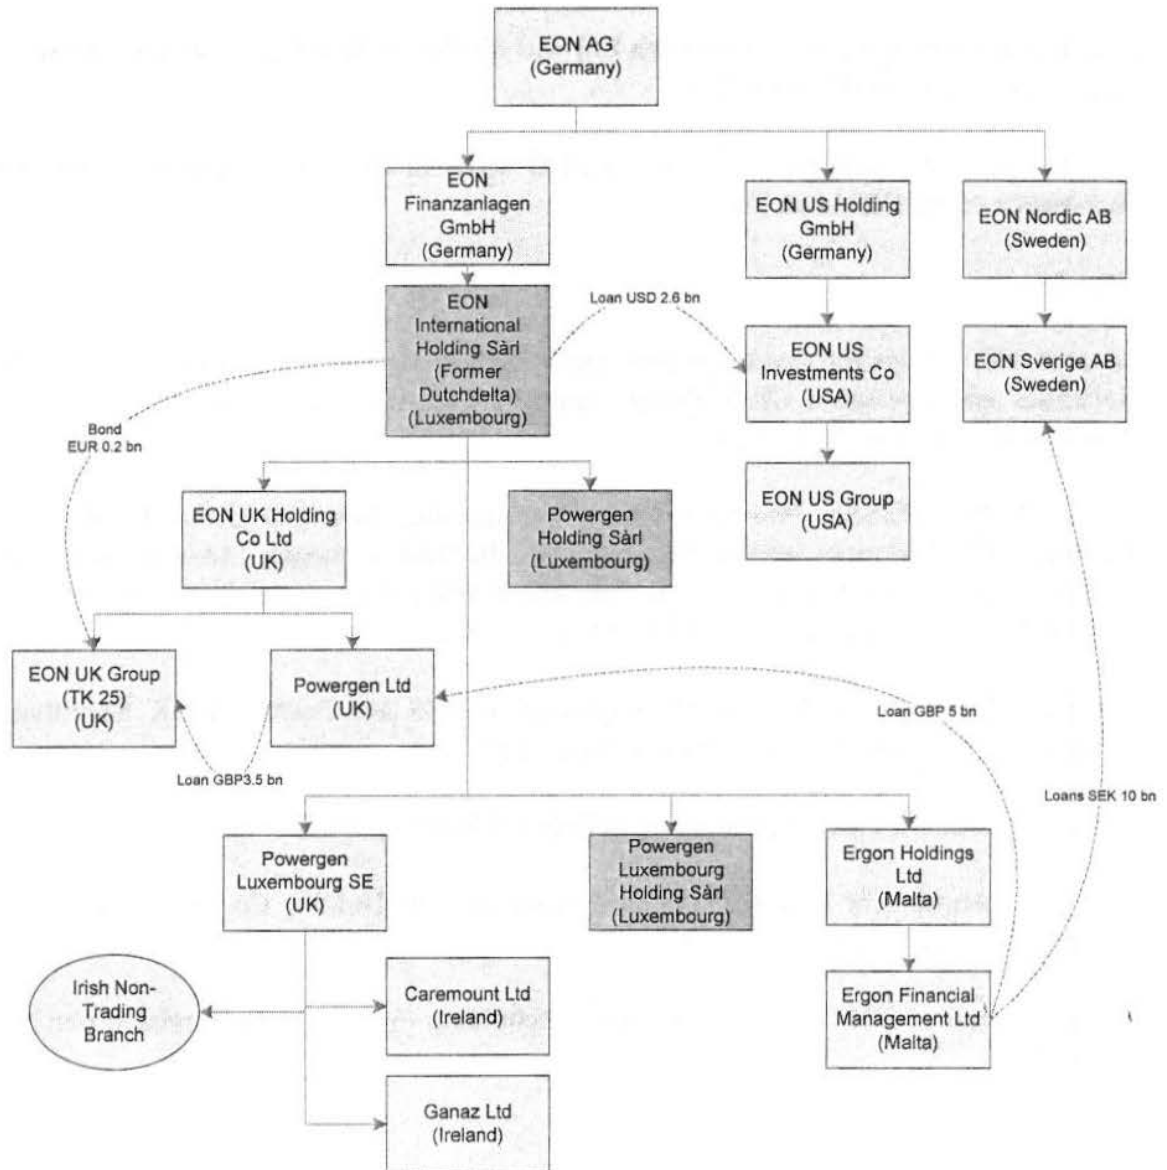 EON AG
(Germany)
EON
Finanzanlagen
GmbH
(Germany)
EON US Holding
GmbH
(Germany)
EON Nordic AB
(Sweden)
EON
International
Holding Sàrl
(Former
Dutchdelta)
(Luxembourg)
Loan USD 2.6 bn
EON US
Investments Co
(USA)
EON Sverige AB
(Sweden)
Bond
EUR 0.2 bn
EON UK Holding
Co Ltd
(UK)
Powergen
Holding Sàrl
(Luxembourg)
EON US Group
(USA)
EON UK Group
(TK 25)
(UK)
Powergen Ltd
(UK)
Loan GBP 5 bn
Loan GBP3.5 bn
Loans SEK 10 bn
Powergen
Luxembourg SE
(UK)
Powergen
Luxembourg
Holding Sàrl
(Luxembourg)
Ergon Holdings
Ltd
(Malta)
Irish Non-
Trading
Branch
Caremount Ltd
(Ireland)
Ergon Financial
Management Ltd
(Malta)
Ganaz Ltd
(Ireland)